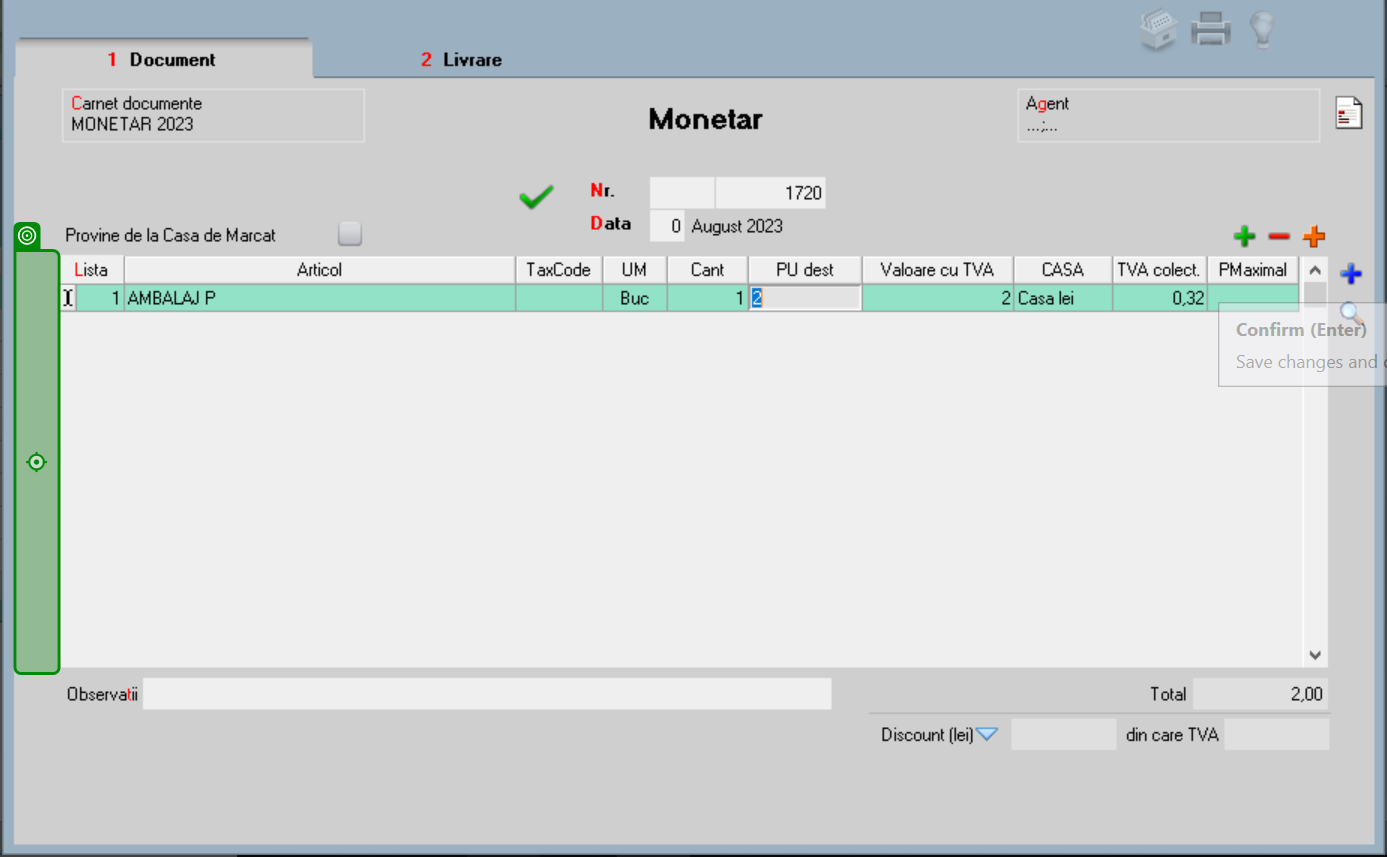 1 Document
2 Livrare
Carnet documente
MONETAR 2023
Monetar
Agent
...;...
Nr. 1720
Data 0 August 2023
Provine de la Casa de Marcat
Lista Articol TaxCode UM Cant PU dest Valoare cu TVA CASA TVA colect. PMaximal
1 AMBALAJ P Buc 1 2 2 Casa lei 0,32
Confirm (Enter)
Save changes and
Observatii
Total 2,00
Discount (lei)
din care TVA